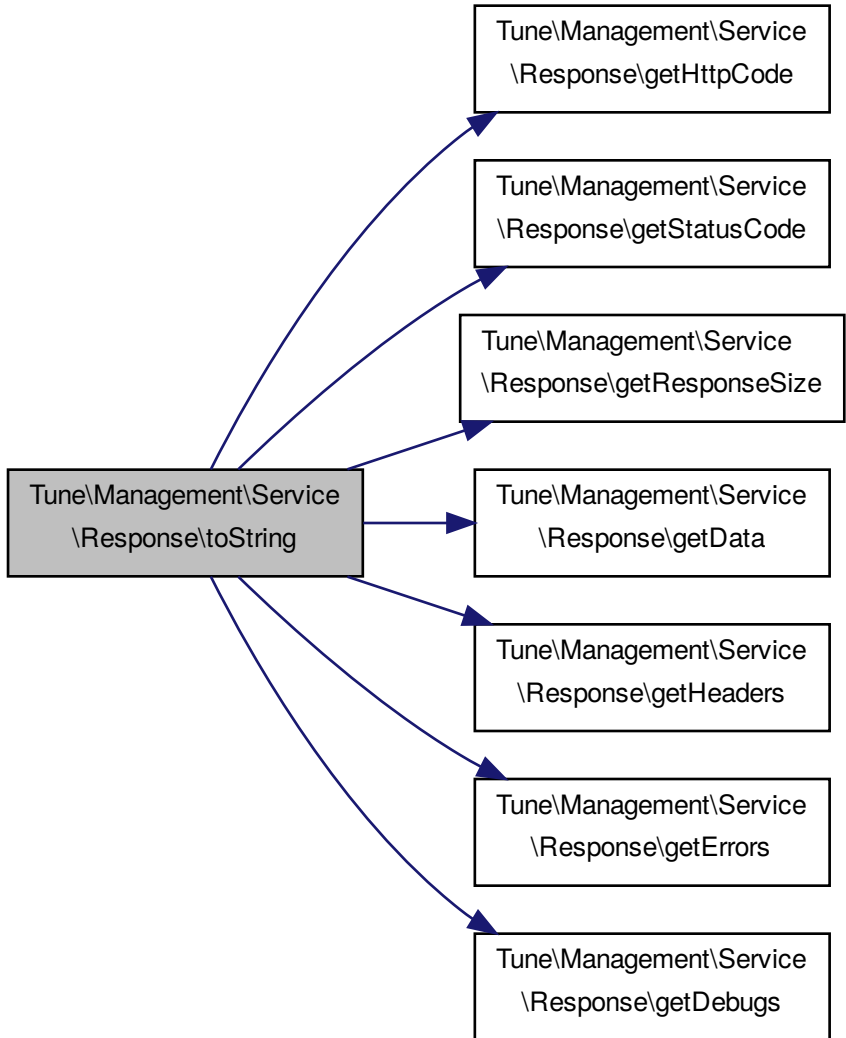 Tune\Management\Service
\Response\getHttpCode
Tune\Management\Service
\Response\getStatusCode
Tune\Management\Service
\Response\getResponseSize
Tune\Management\Service
\Response\toString
Tune\Management\Service
\Response\getData
Tune\Management\Service
\Response\getHeaders
Tune\Management\Service
\Response\getErrors
Tune\Management\Service
\Response\getDebugs